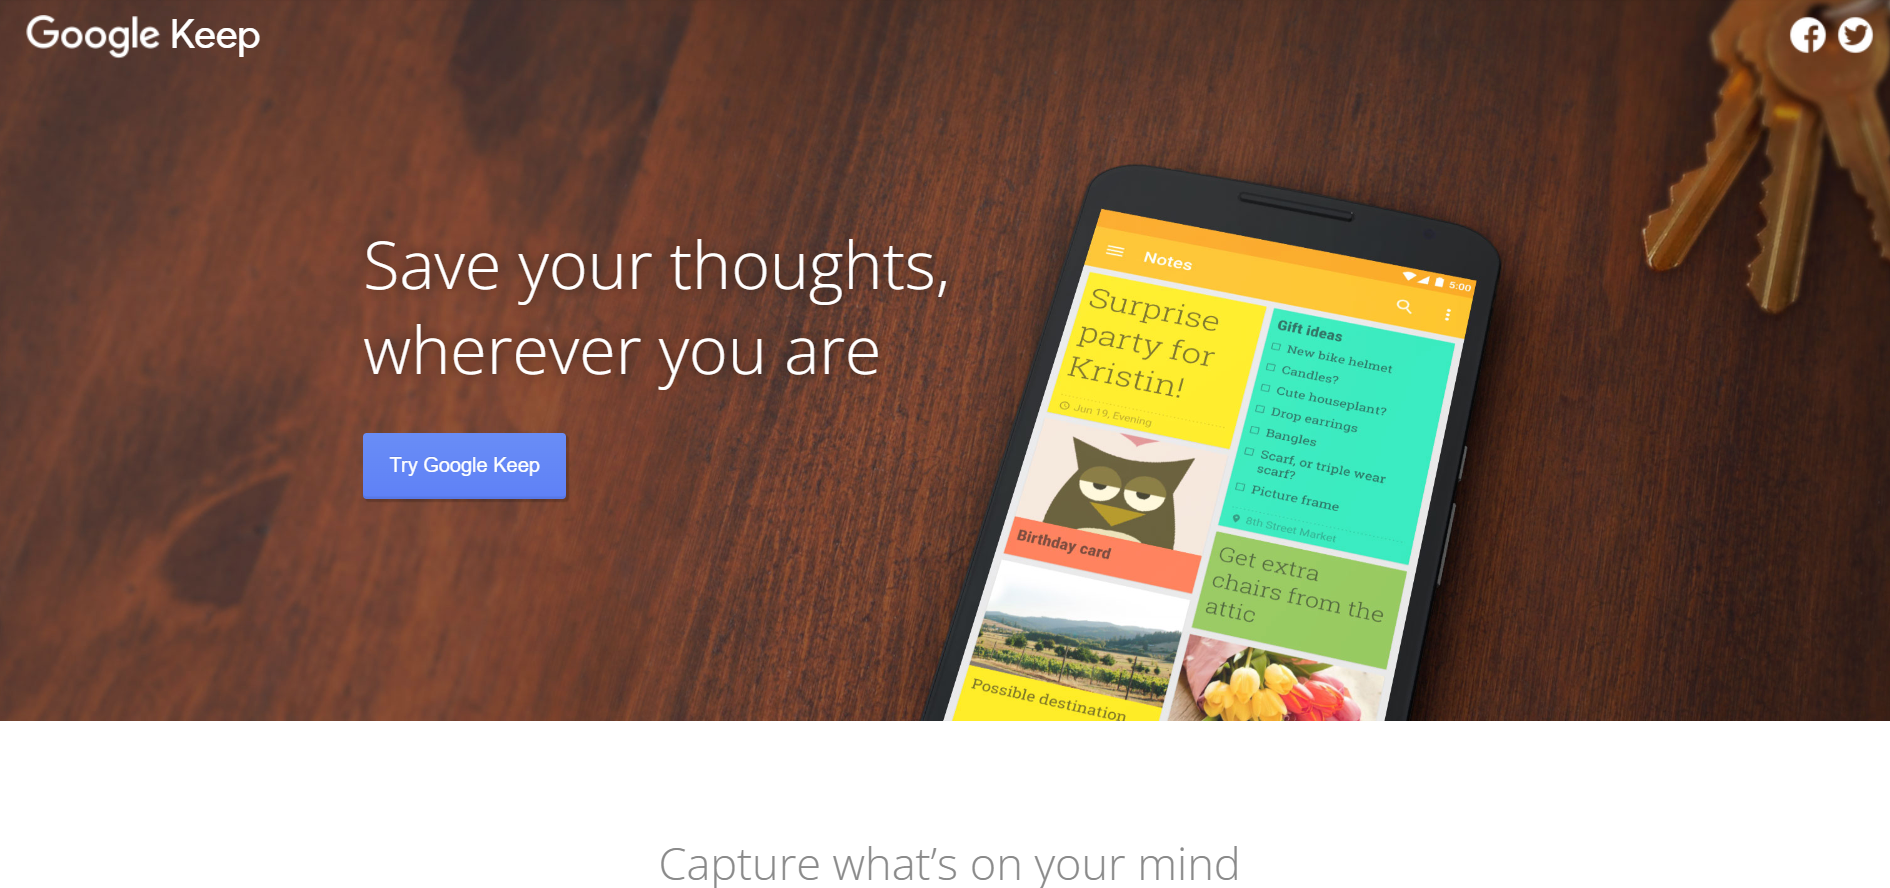 Google Keep
Save your thoughts,
wherever you are
Try Google Keep
Notes
5:00
Surprise
party for
Kristin!
Jun 19, Evening
Gift ideas
New bike helmet
Candles?
Cute houseplant?
Drop earrings
Bangles
Scarf, or triple wear
scarf?
Picture frame
8th Street Market
Birthday card
Get extra
chairs from the
attic
Possible destination
Capture what’s on your mind